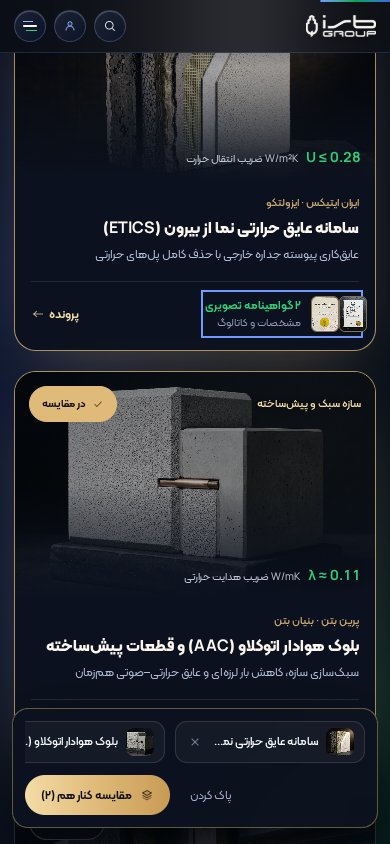 irb
GROUP
U ≤ 0.28 W/m²K ضریب انتقال حرارت
ایران ایتیکس · ایزولتکو
سامانه عایق حرارتی نما از بیرون (ETICS)
عایق‌کاری پیوسته جداره خارجی با حذف کامل پل‌های حرارتی
۲ گواهینامه تصویری
مشخصات و کاتالوگ
پرونده ←
سازه سبک و پیش‌ساخته
در مقایسه
λ ≈ 0.11 W/mK ضریب هدایت حرارتی
پرین بتن · بنیان بتن
بلوک هوادار اتوکلاو (AAC) و قطعات پیش‌ساخته
سبک‌سازی سازه، کاهش بار لرزه‌ای و عایق حرارتی–صوتی هم‌زمان
سامانه عایق حرارتی نمـ...
بلوک هوادار اتوکلاو (.
پاک کردن
مقایسه کنار هم (۲)